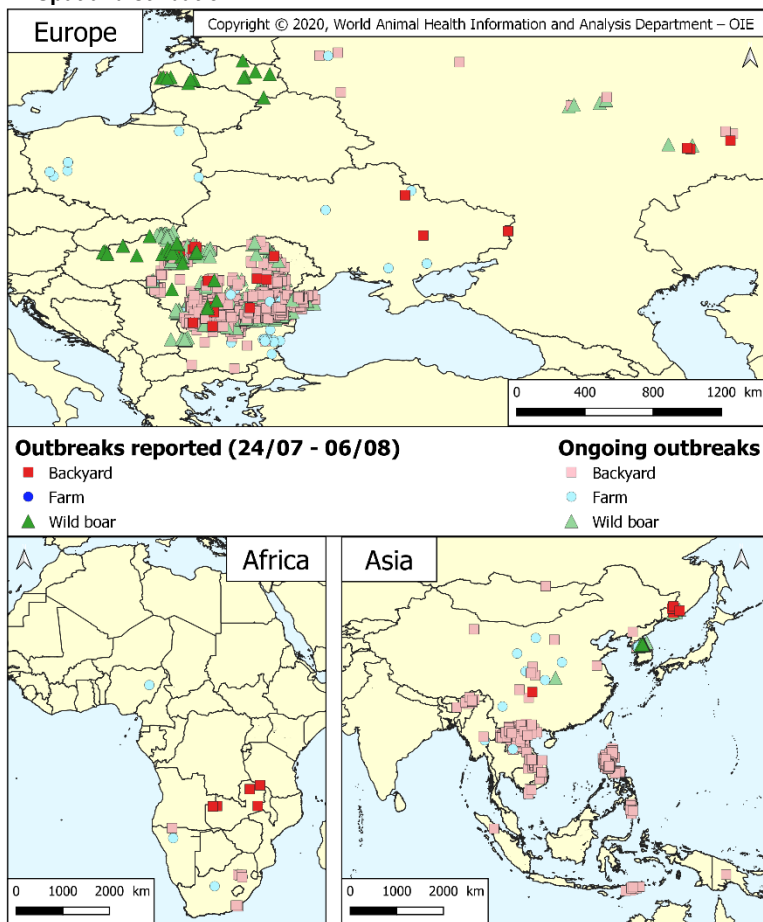 Europe
Copyright © 2020, World Animal Health Information and Analysis Department – OIE
0 400 800 1200 km
Outbreaks reported (24/07 - 06/08)
Backyard
Farm
Wild boar
Ongoing outbreaks
Backyard
Farm
Wild boar
Africa
0 1000 2000 km
Asia
0 1000 2000 km